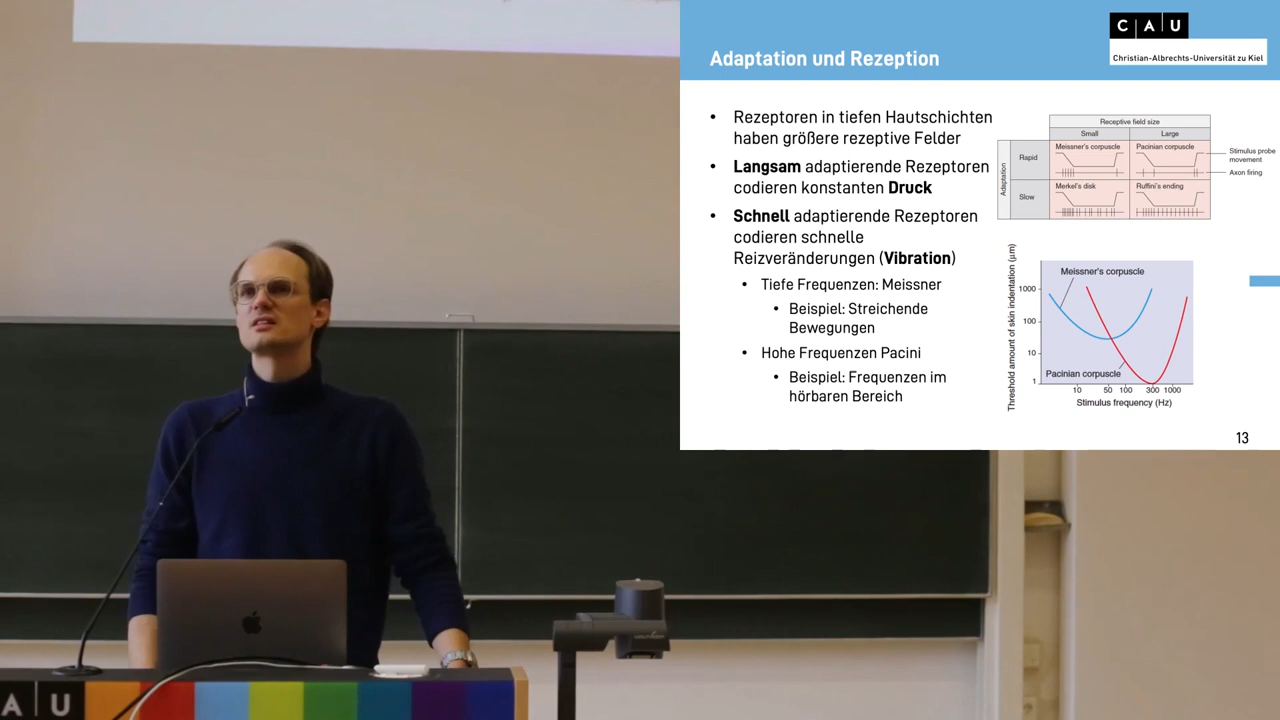 Adaptation und Rezeption
C A U
Christian-Albrechts-Universität zu Kiel
• Rezeptoren in tiefen Hautschichten
haben größere rezeptive Felder
• Langsam adaptierende Rezeptoren
codieren konstanten Druck
• Schnell adaptierende Rezeptoren
codieren schnelle
Reizveränderungen (Vibration)
• Tiefe Frequenzen: Meissner
• Beispiel: Streichende
Bewegungen
• Hohe Frequenzen Pacini
• Beispiel: Frequenzen im
hörbaren Bereich
Receptive field size
Small Large
Adaptation
Rapid
Meissner's corpuscle Pacinian corpuscle
Stimulus probe
movement
Axon firing
Slow
Merkel's disk Ruffini's ending
Threshold amount of skin indentation (μm)
Meissner's corpuscle
1000
100
10
Pacinian corpuscle
1
10 50 100 300 1000
Stimulus frequency (Hz)
13
A U